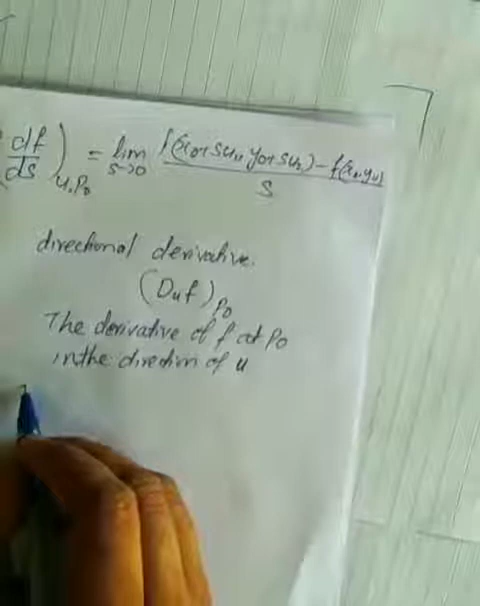 (df/ds)u,P0 = lim s→0 f(x0+su1, y0+su2) - f(x0,y0) / s
directional derivative.
(Duf)P0
The derivative of f at P0
in the direction of u